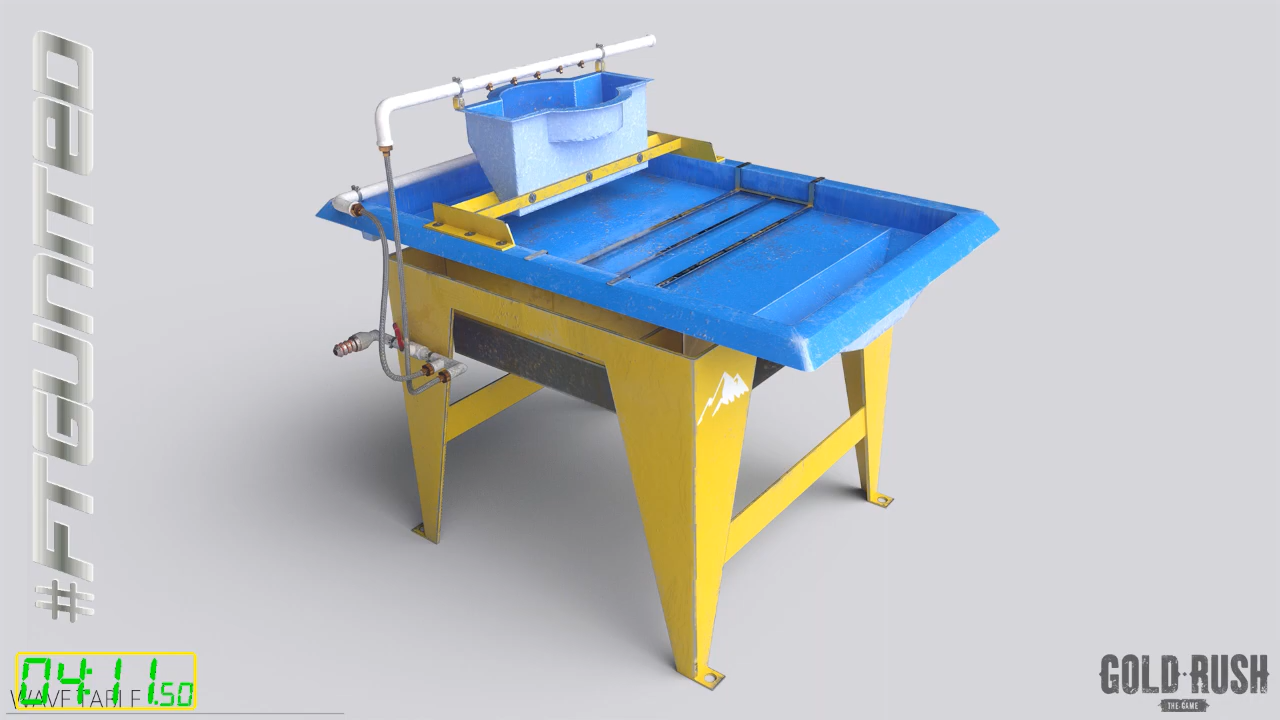 #FTGUNITED
04:11.50
WAVE TABLE
GOLD·RUSH
THE GAME